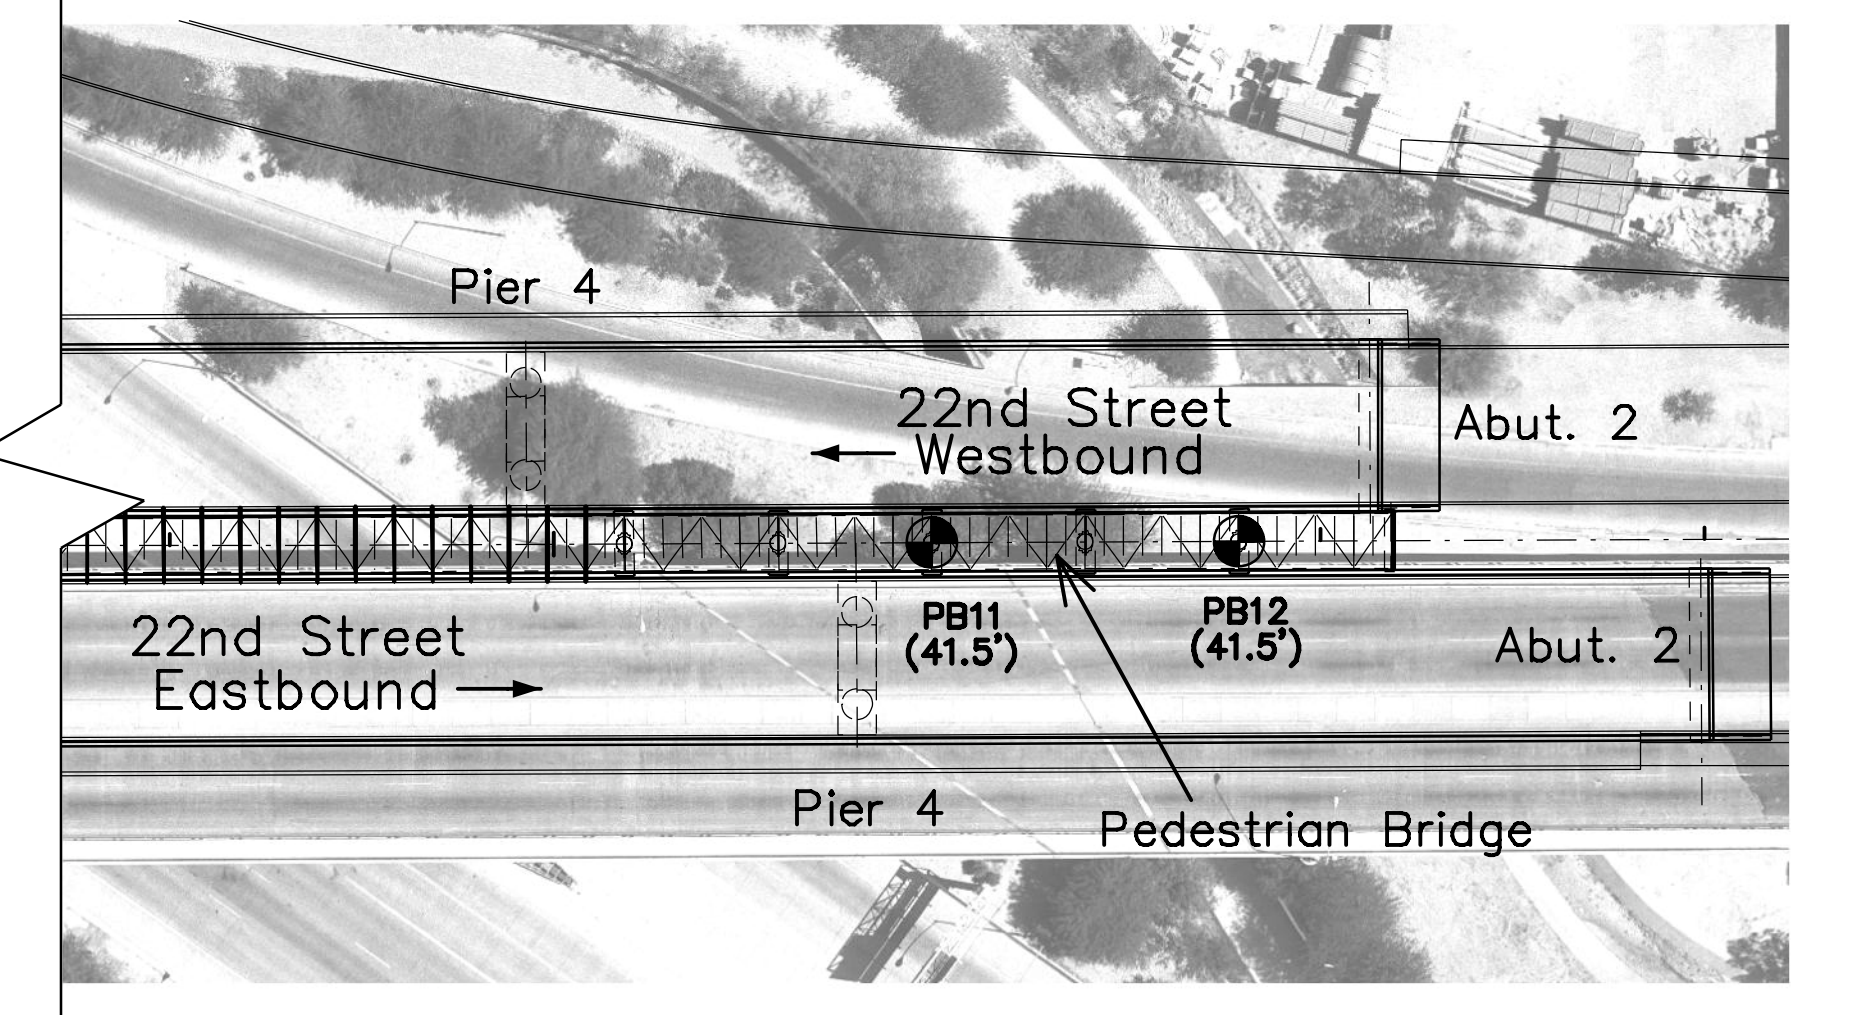 Pier 4
22nd Street
Westbound
Abut. 2
22nd Street
Eastbound
PB11
(41.5')
PB12
(41.5')
Abut. 2
Pier 4
Pedestrian Bridge